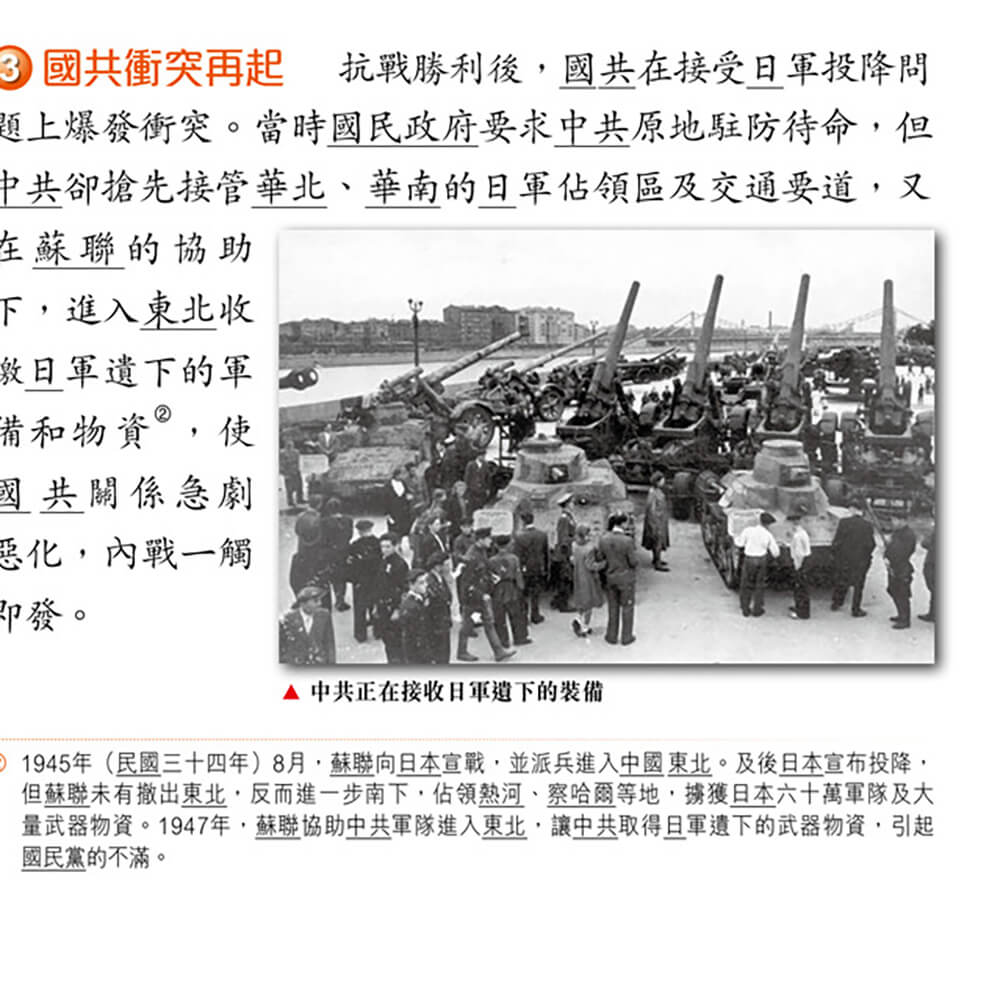 3 國共衝突再起 抗戰勝利後，國共在接受日軍投降問
題上爆發衝突。當時國民政府要求中共原地駐防待命，但
中共卻搶先接管華北、華南的日軍佔領區及交通要道，又
在蘇聯的協助
下，進入東北收
繳日軍遺下的軍
備和物資②，使
國共關係急劇
惡化，內戰一觸
即發。
▲ 中共正在接收日軍遺下的裝備
② 1945年（民國三十四年）8月，蘇聯向日本宣戰，並派兵進入中國東北。及後日本宣布投降，
但蘇聯未有撤出東北，反而進一步南下，佔領熱河、察哈爾等地，擄獲日本六十萬軍隊及大
量武器物資。1947年，蘇聯協助中共軍隊進入東北，讓中共取得日軍遺下的武器物資，引起
國民黨的不滿。